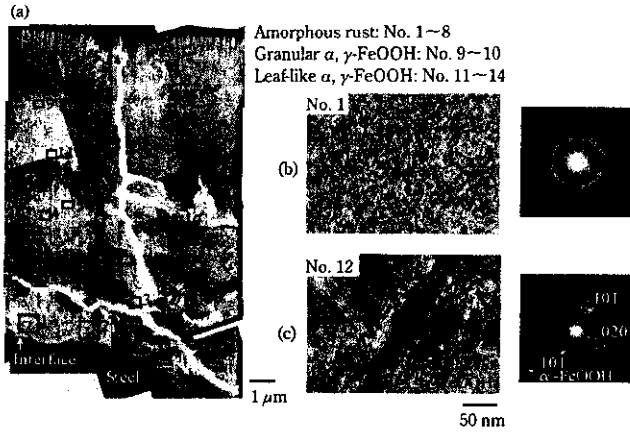 (a)
Amorphous rust: No. 1~8
Granular α, γ-FeOOH: No. 9~10
Leaf-like α, γ-FeOOH: No. 11~14
No. 1
(b)
No. 12
(c)
101
020
101
α-FeOOH
Interface
Steel
1 μm
50 nm